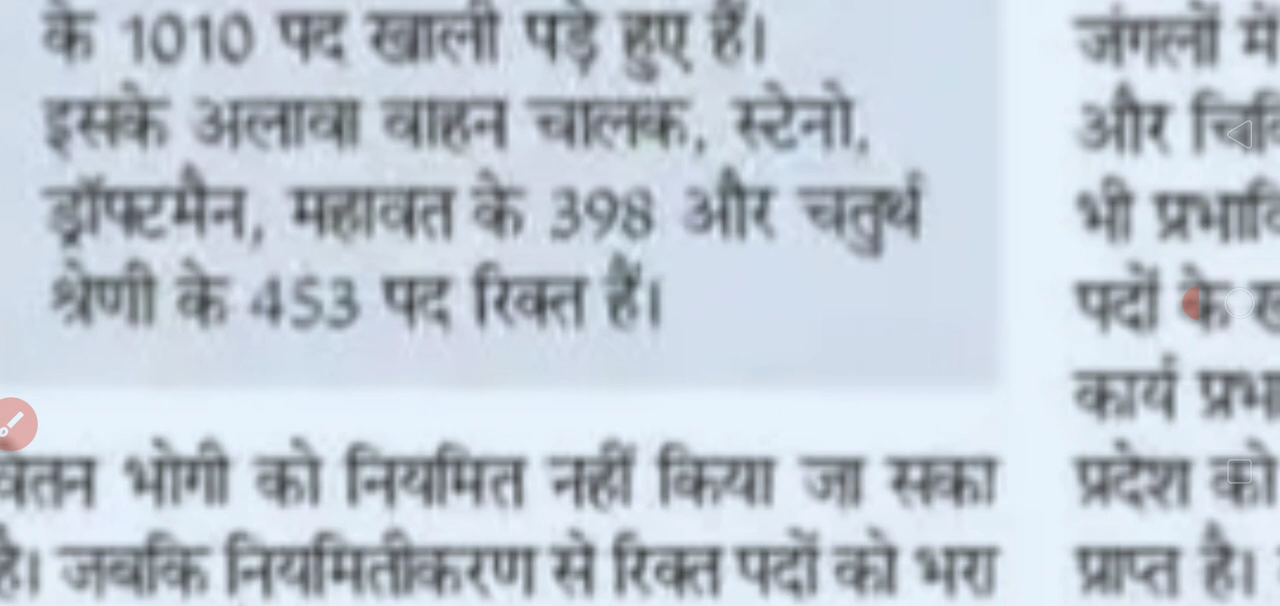 के 1010 पद खाली पड़े हुए हैं।
इसके अलावा वाहन चालक, स्टेनो,
ड्रॉफ्टमैन, महावत के 398 और चतुर्थ
श्रेणी के 453 पद रिक्त हैं।
वेतन भोगी को नियमित नहीं किया जा सका
है। जबकि नियमितीकरण से रिक्त पदों को भरा
जंगलों में
और
भी
पदों के
कार्य
प्रदेश को
प्राप्त है।